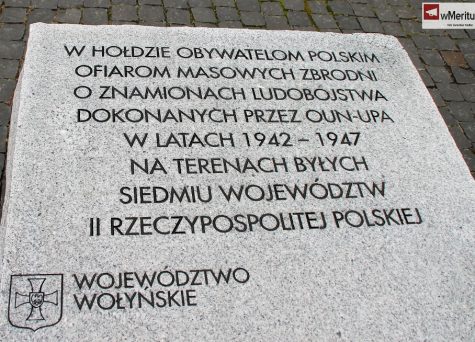 wMeritu
W HOŁDZIE OBYWATELOM POLSKIM
OFIAROM MASOWYCH ZBRODNI
O ZNAMIONACH LUDOBÓJSTWA
DOKONANYCH PRZEZ OUN-UPA
W LATACH 1942 – 1947
NA TERENACH BYŁYCH
SIEDMIU WOJEWÓDZTW
II RZECZYPOSPOLITEJ POLSKIEJ
WOJEWÓDZTWO
WOŁYŃSKIE